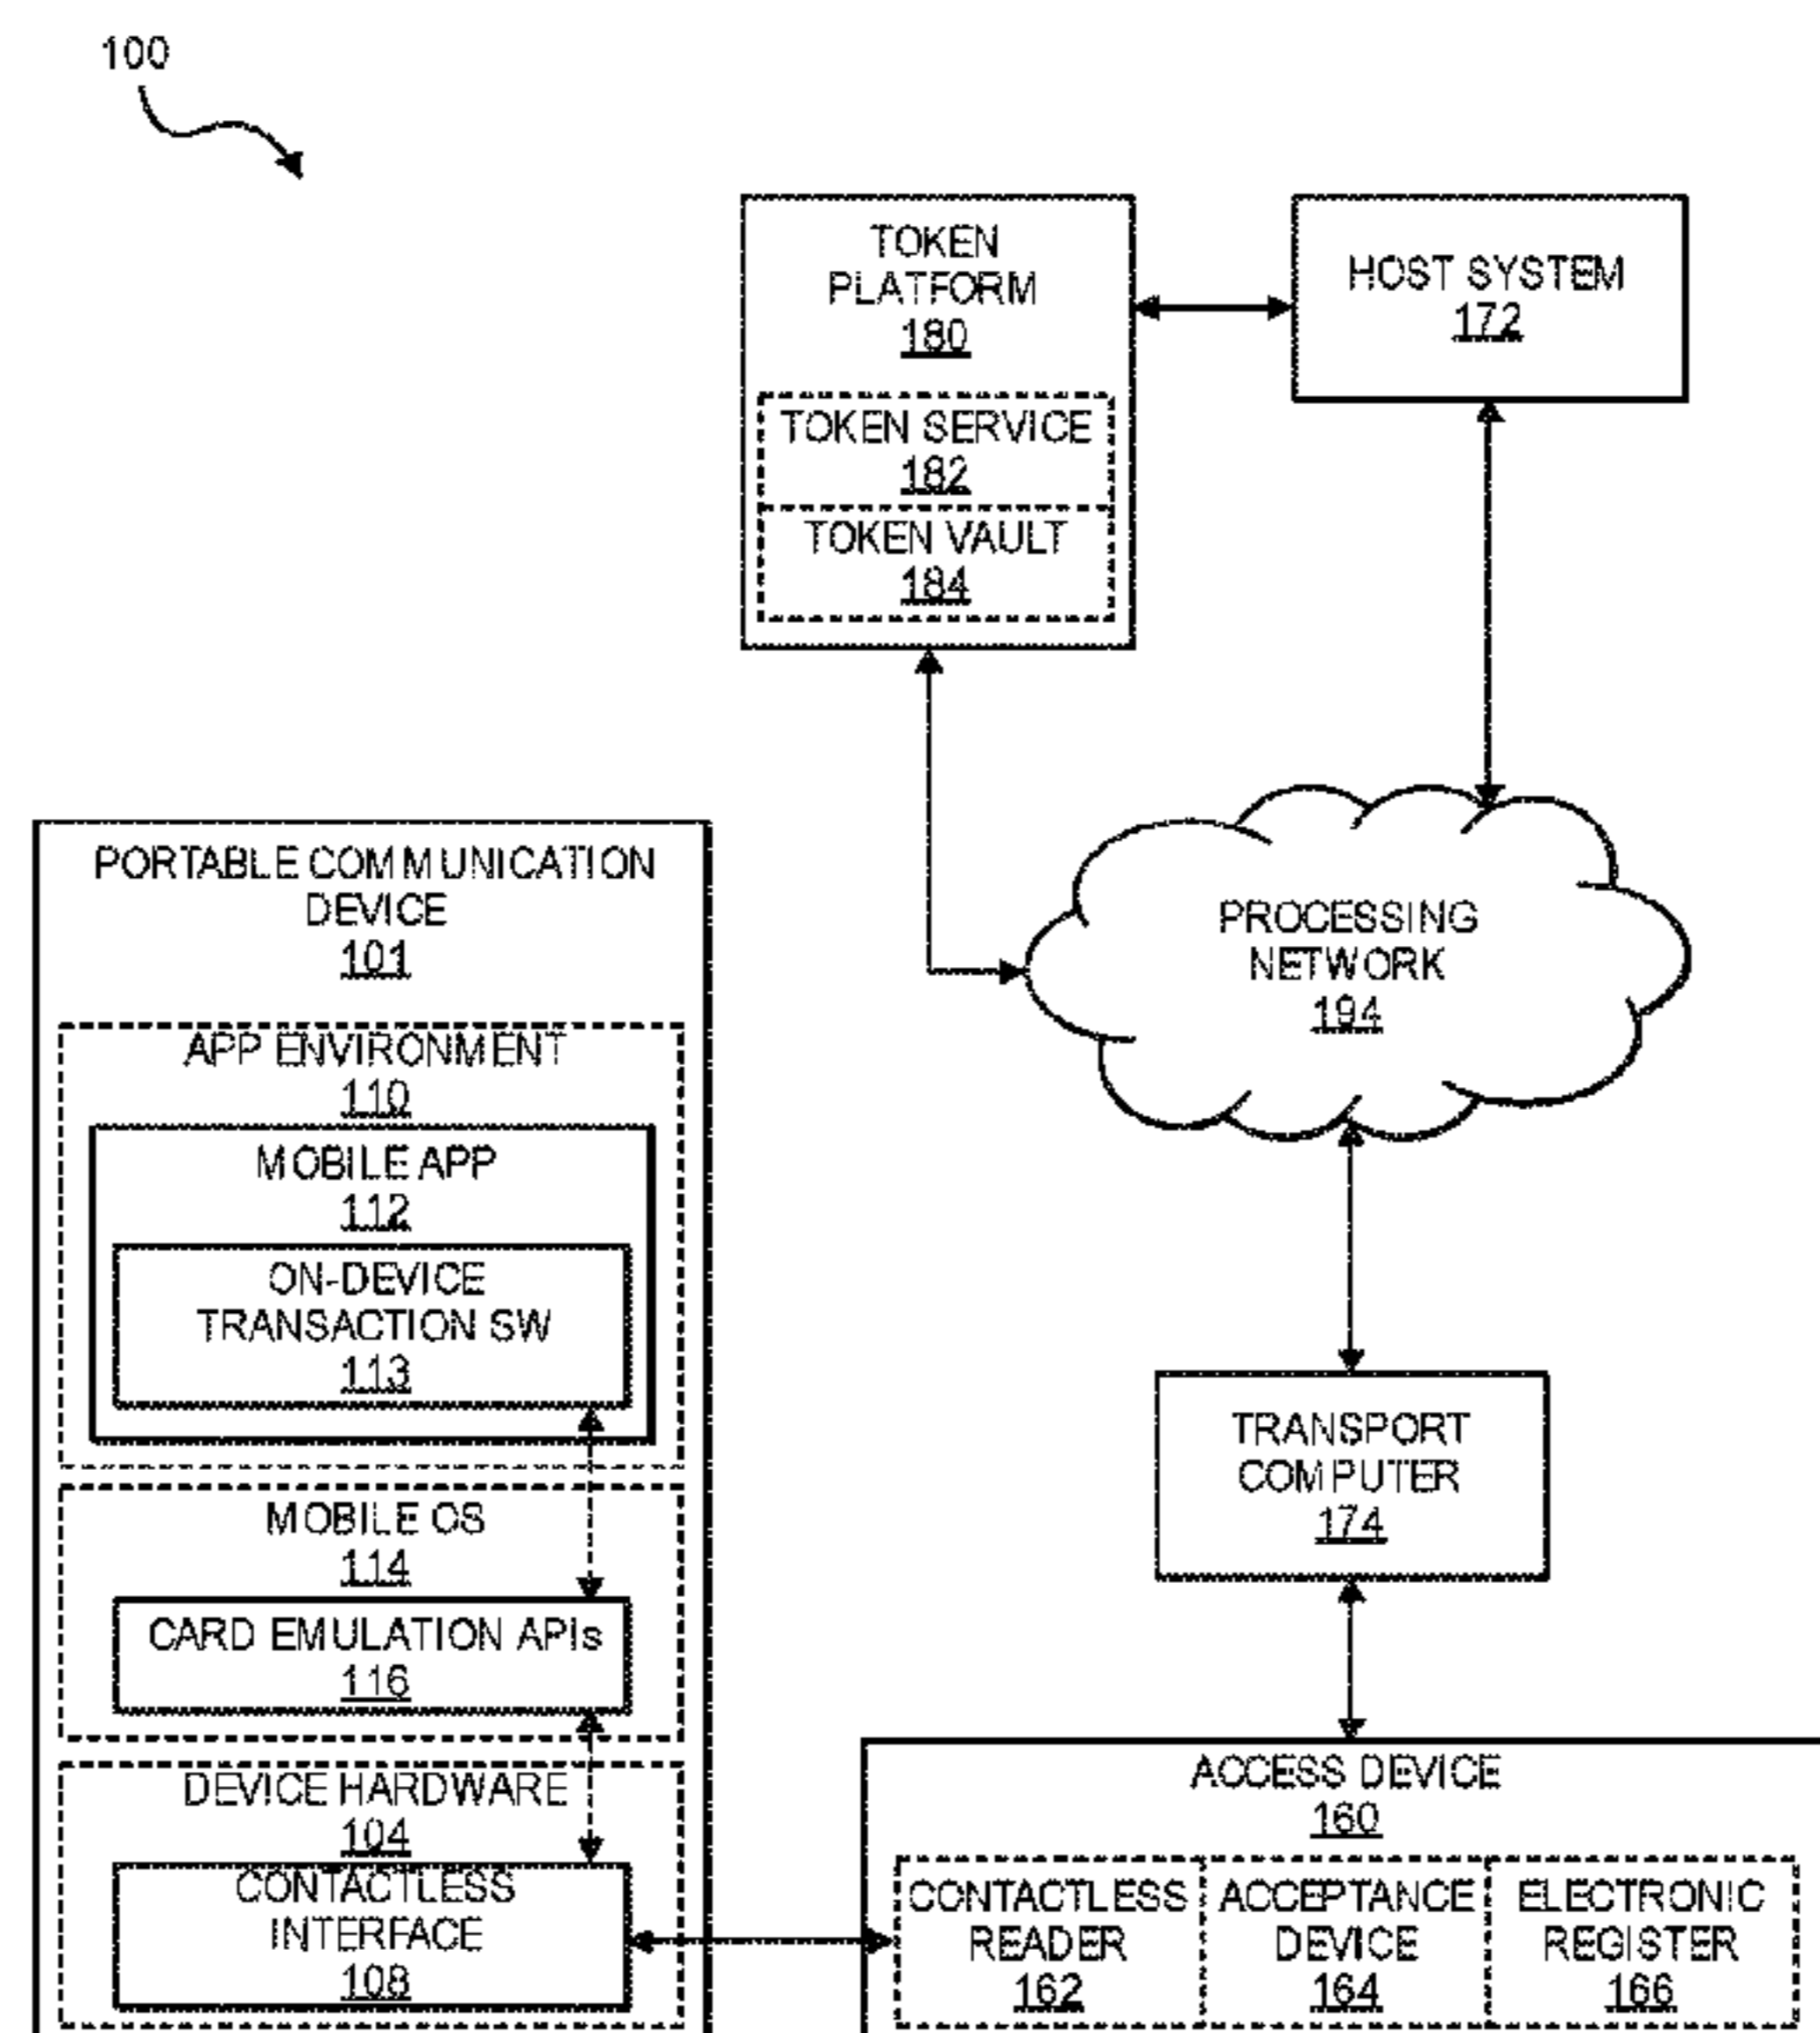 100
TOKEN
PLATFORM
180
TOKEN SERVICE
182
TOKEN VAULT
184
HOST SYSTEM
172
PROCESSING
NETWORK
194
PORTABLE COMMUNICATION
DEVICE
101
APP ENVIRONMENT
110
MOBILE APP
112
ON-DEVICE
TRANSACTION SW
113
MOBILE OS
114
CARD EMULATION APIs
116
DEVICE HARDWARE
104
CONTACTLESS
INTERFACE
108
TRANSPORT
COMPUTER
174
ACCESS DEVICE
160
CONTACTLESS
READER
162
ACCEPTANCE
DEVICE
164
ELECTRONIC
REGISTER
166